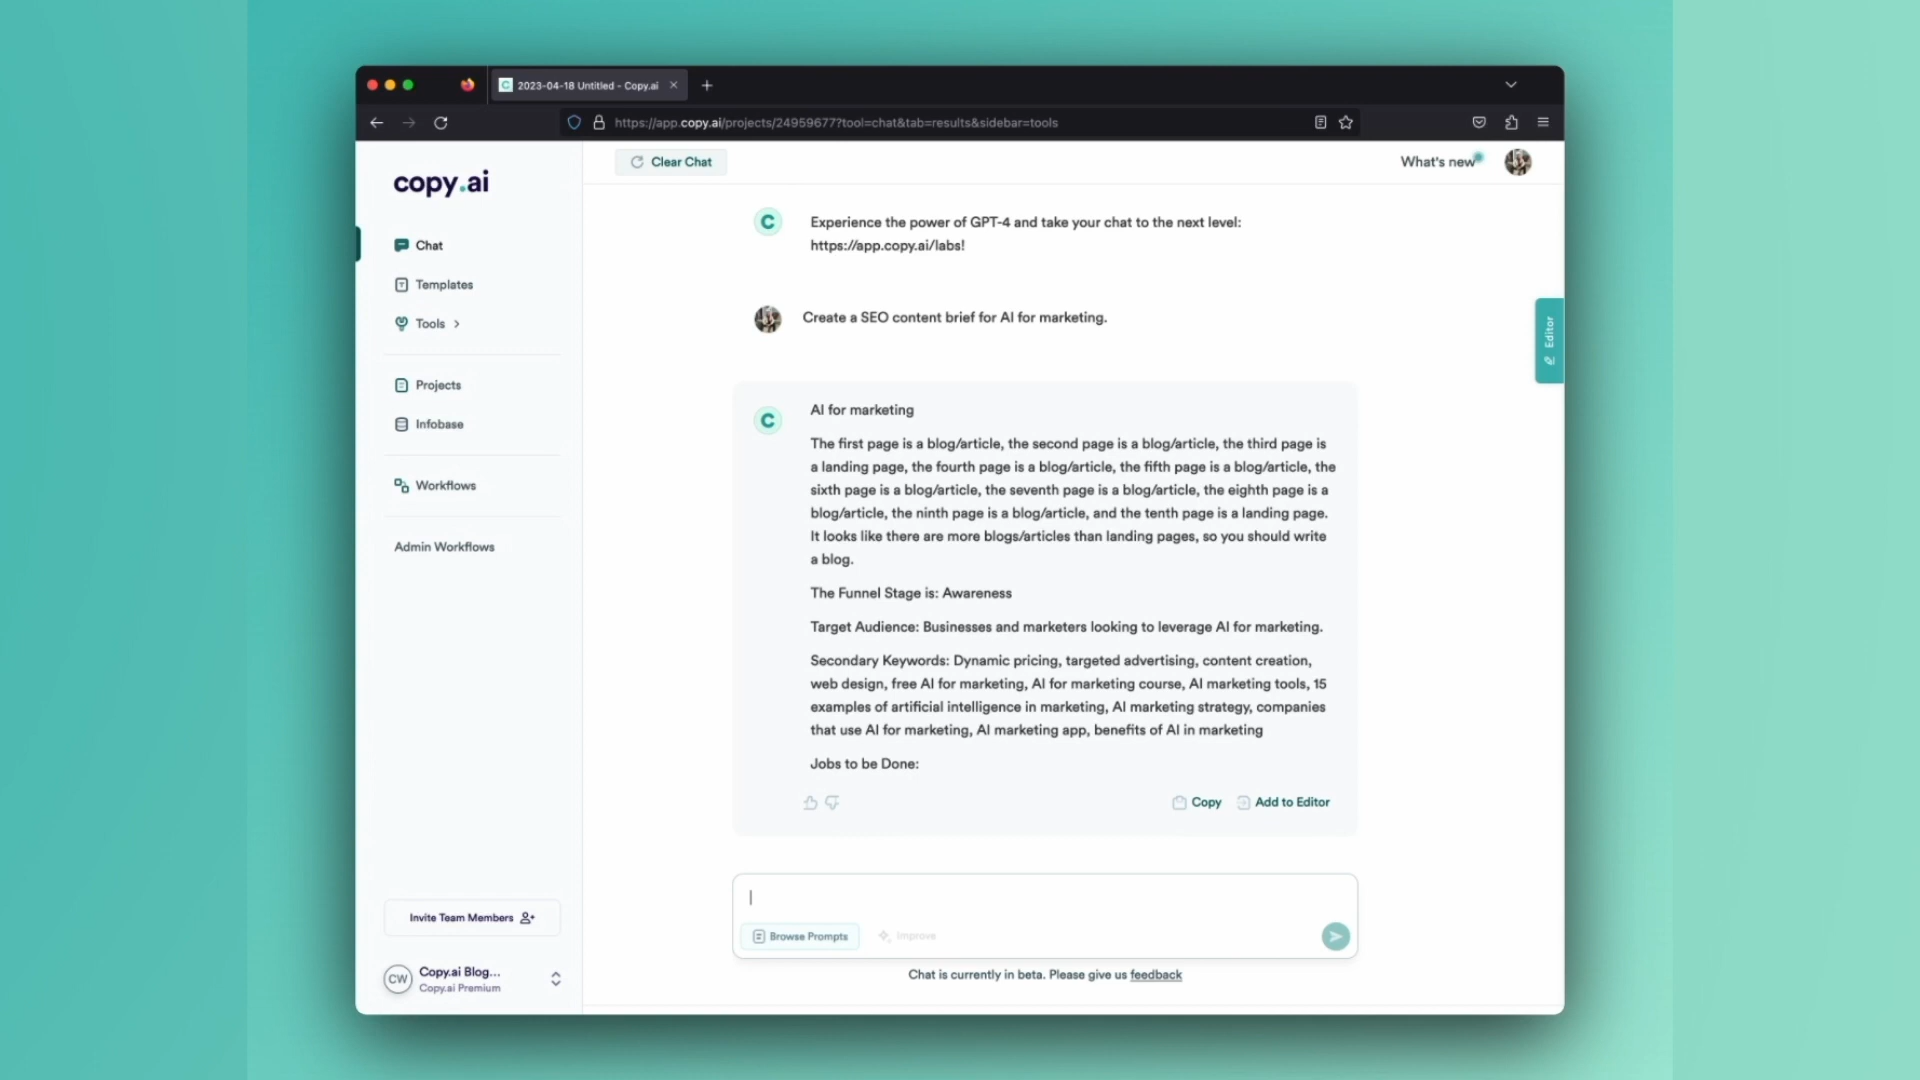 2023-04-18 Untitled - Copy.ai
https://app.copy.ai/projects/24959677?tool=chat&tab=results&sidebar=tools
copy.ai
Clear Chat
What's new
Chat
Templates
Tools
Projects
Infobase
Workflows
Admin Workflows
Experience the power of GPT-4 and take your chat to the next level:
https://app.copy.ai/labs!
Create a SEO content brief for AI for marketing.
Editor
AI for marketing
The first page is a blog/article, the second page is a blog/article, the third page is
a landing page, the fourth page is a blog/article, the fifth page is a blog/article, the
sixth page is a blog/article, the seventh page is a blog/article, the eighth page is a
blog/article, the ninth page is a blog/article, and the tenth page is a landing page.
It looks like there are more blogs/articles than landing pages, so you should write
a blog.
The Funnel Stage is: Awareness
Target Audience: Businesses and marketers looking to leverage AI for marketing.
Secondary Keywords: Dynamic pricing, targeted advertising, content creation,
web design, free AI for marketing, AI for marketing course, AI marketing tools, 15
examples of artificial intelligence in marketing, AI marketing strategy, companies
that use AI for marketing, AI marketing app, benefits of AI in marketing
Jobs to be Done:
Copy
Add to Editor
Browse Prompts
Improve
Chat is currently in beta. Please give us feedback
Invite Team Members
CW
Copy.ai Blog...
Copy.ai Premium